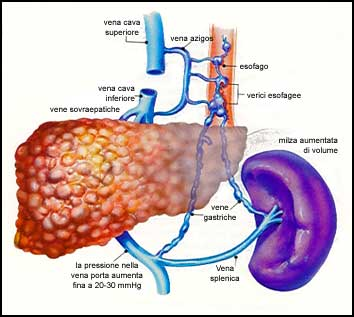 vena cava
superiore
vena azigos
esofago
vena cava
inferiore
verici esofagee
vene sovraepatiche
milza aumentata
di volume
vene
gastriche
la pressione nella
vena porta aumenta
fina a 20-30 mmHg
Vena
splenica